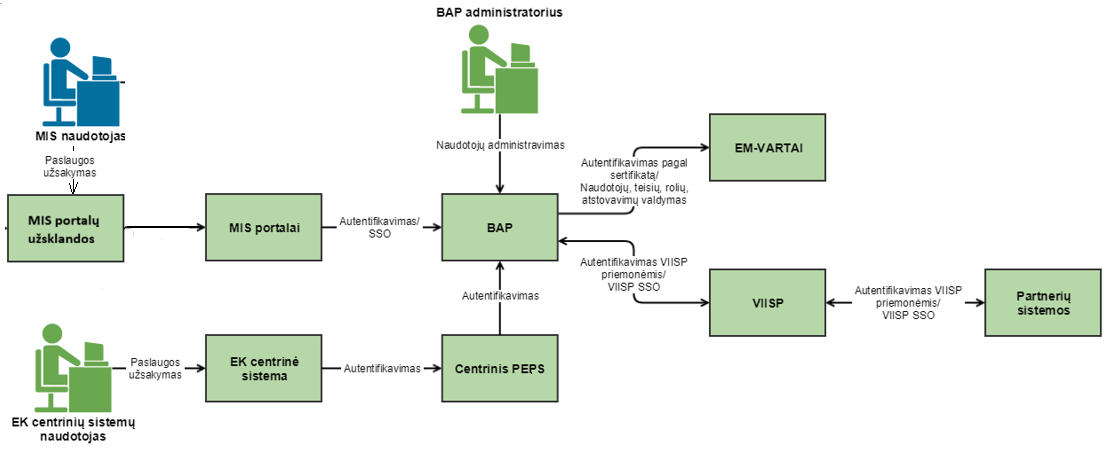 BAP administratorius
MIS naudotojas
Paslaugos
užsakymas
Naudotojų administravimas
EM-VARTAI
Autentifikavimas pagal
sertifikatą/
Naudotojų, teisių, rolių,
atstovavimų valdymas
MIS portalų
užsklandos
MIS portalai
Autentifikavimas/
SSO
BAP
Autentifikavimas VIISP
priemonėmis/
VIISP SSO
Autentifikavimas
VIISP
Autentifikavimas VIISP
priemonėmis/
VIISP SSO
Partnerių
sistemos
Paslaugos
užsakymas
EK centrinė
sistema
Autentifikavimas
Centrinis PEPS
EK centrinių sistemų
naudotojas